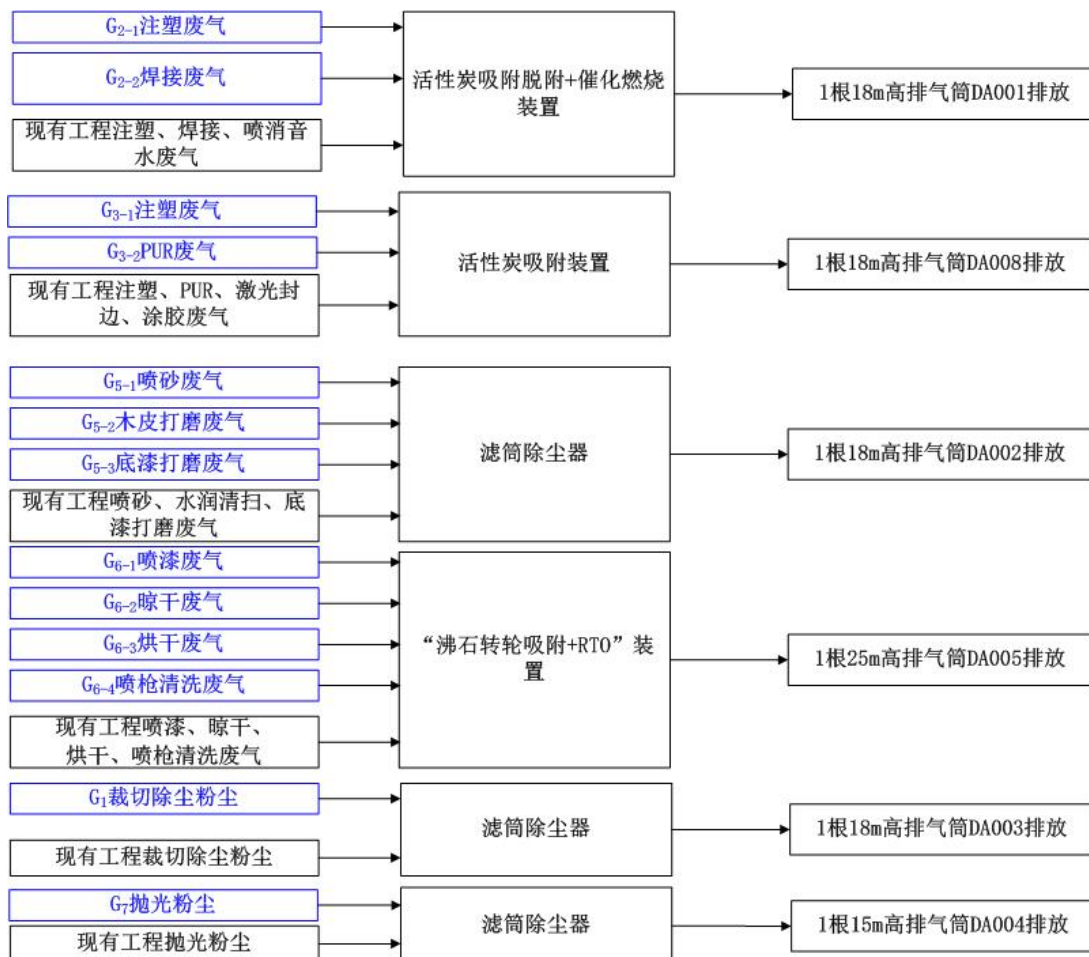 G₂₋₁注塑废气
G₂₋₂焊接废气
现有工程注塑、焊接、喷消音
水废气
活性炭吸附脱附+催化燃烧
装置
1根18m高排气筒DA001排放
G₃₋₁注塑废气
G₃₋₂PUR废气
现有工程注塑、PUR、激光封
边、涂胶废气
活性炭吸附装置
1根18m高排气筒DA008排放
G₅₋₁喷砂废气
G₅₋₂木皮打磨废气
G₅₋₃底漆打磨废气
现有工程喷砂、水润清扫、底
漆打磨废气
滤筒除尘器
1根18m高排气筒DA002排放
G₆₋₁喷漆废气
G₆₋₂晾干废气
G₆₋₃烘干废气
G₆₋₄喷枪清洗废气
现有工程喷漆、晾干、
烘干、喷枪清洗废气
“沸石转轮吸附+RTO”装
置
1根25m高排气筒DA005排放
G₁裁切除尘粉尘
现有工程裁切除尘粉尘
滤筒除尘器
1根18m高排气筒DA003排放
G₇抛光粉尘
现有工程抛光粉尘
滤筒除尘器
1根15m高排气筒DA004排放